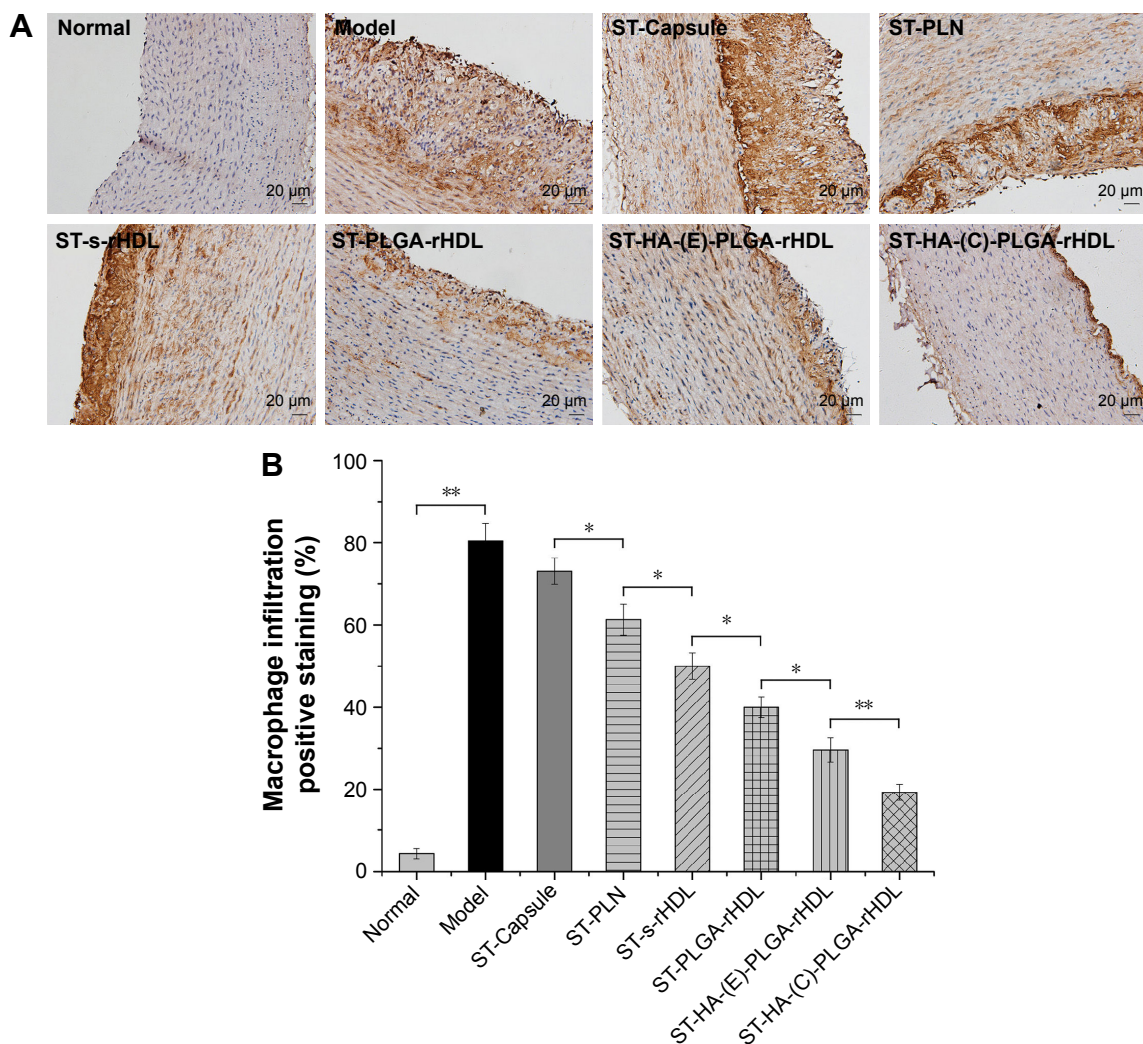 A
Normal
Model
ST-Capsule
ST-PLN
20 µm
20 µm
20 µm
20 µm
ST-s-rHDL
ST-PLGA-rHDL
ST-HA-(E)-PLGA-rHDL
ST-HA-(C)-PLGA-rHDL
20 µm
20 µm
20 µm
20 µm
B
Macrophage infiltration
positive staining (%)
100
80
60
40
20
0
**
*
*
*
*
**
Normal
Model
ST-Capsule
ST-PLN
ST-s-rHDL
ST-PLGA-rHDL
ST-HA-(E)-PLGA-rHDL
ST-HA-(C)-PLGA-rHDL